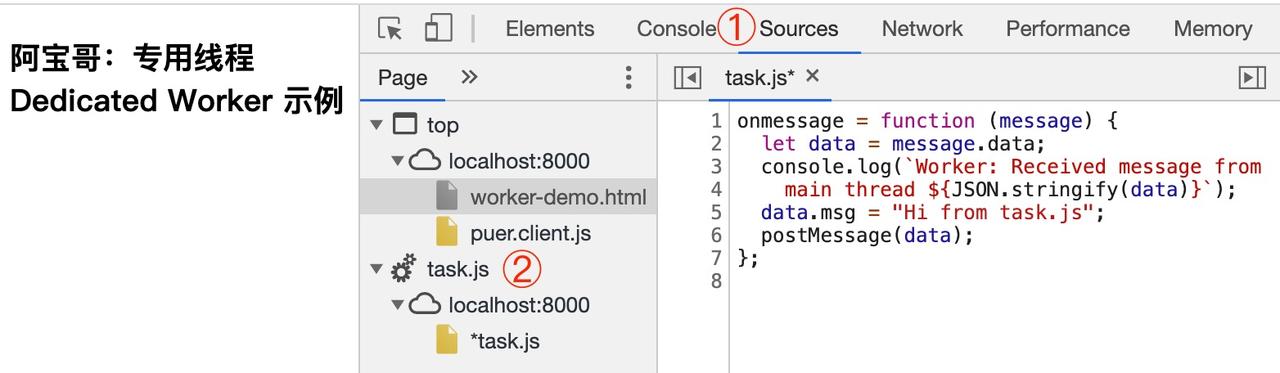 阿宝哥：专用线程
Dedicated Worker 示例
Elements Console ① Sources Network Performance Memory
Page »
top
localhost:8000
worker-demo.html
puer.client.js
task.js ②
localhost:8000
*task.js
task.js* ×
1 onmessage = function (message) {
2 let data = message.data;
3 console.log(`Worker: Received message from
4 main thread ${JSON.stringify(data)}`);
5 data.msg = "Hi from task.js";
6 postMessage(data);
7 };
8